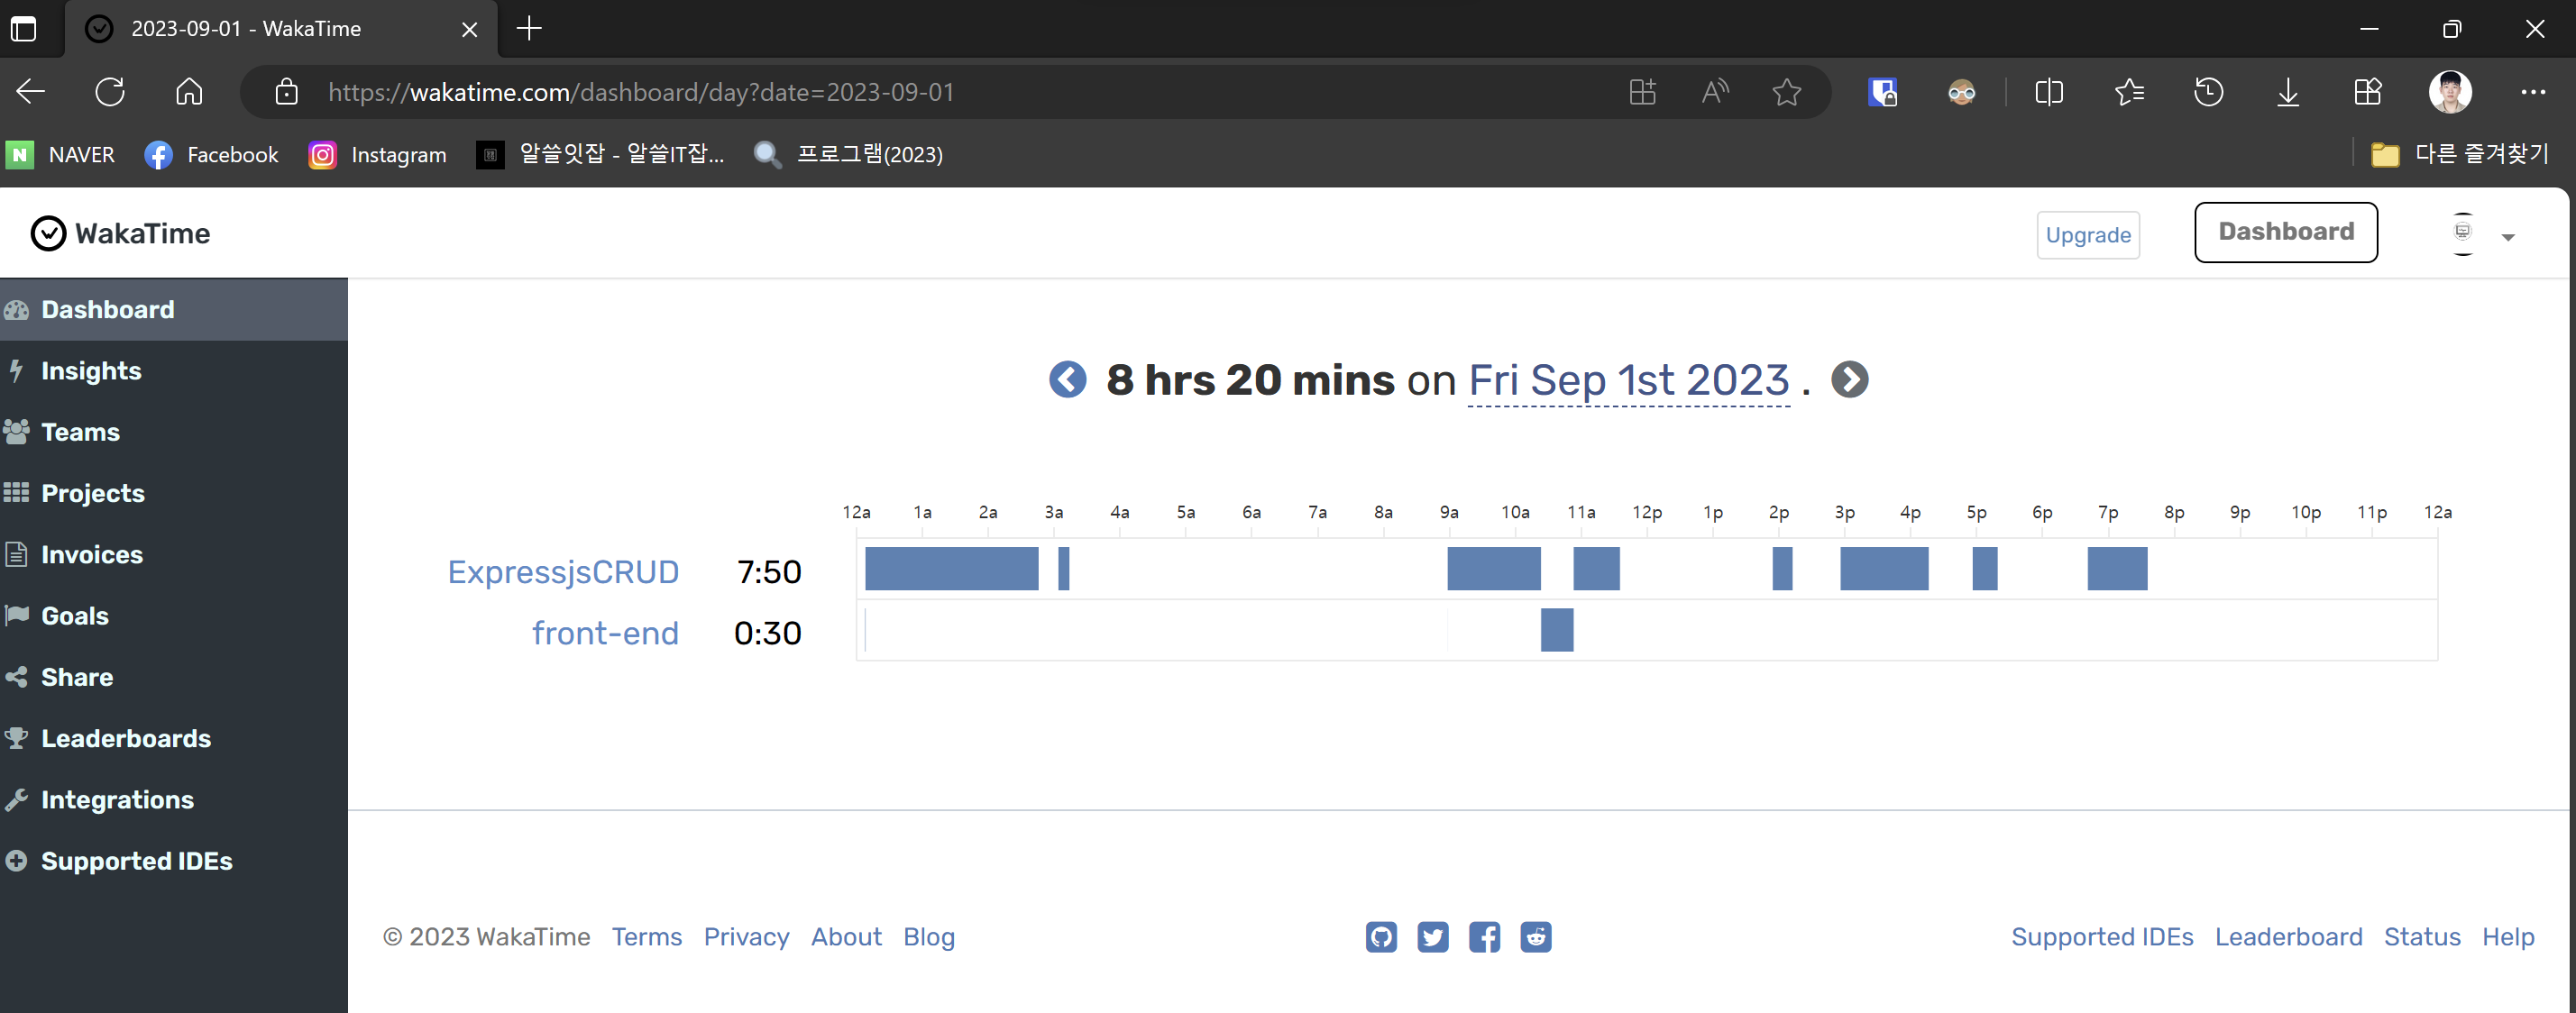 2023-09-01 - WakaTime
https://wakatime.com/dashboard/day?date=2023-09-01
NAVER Facebook Instagram 알쓸잇잡 - 알쓸IT잡... 프로그램(2023) 다른 즐겨찾기
WakaTime Upgrade Dashboard
Dashboard
Insights
Teams
Projects
Invoices
Goals
Share
Leaderboards
Integrations
Supported IDEs
8 hrs 20 mins on Fri Sep 1st 2023 .
12a 1a 2a 3a 4a 5a 6a 7a 8a 9a 10a 11a 12p 1p 2p 3p 4p 5p 6p 7p 8p 9p 10p 11p 12a
ExpressjsCRUD 7:50
front-end 0:30
© 2023 WakaTime Terms Privacy About Blog Supported IDEs Leaderboard Status Help